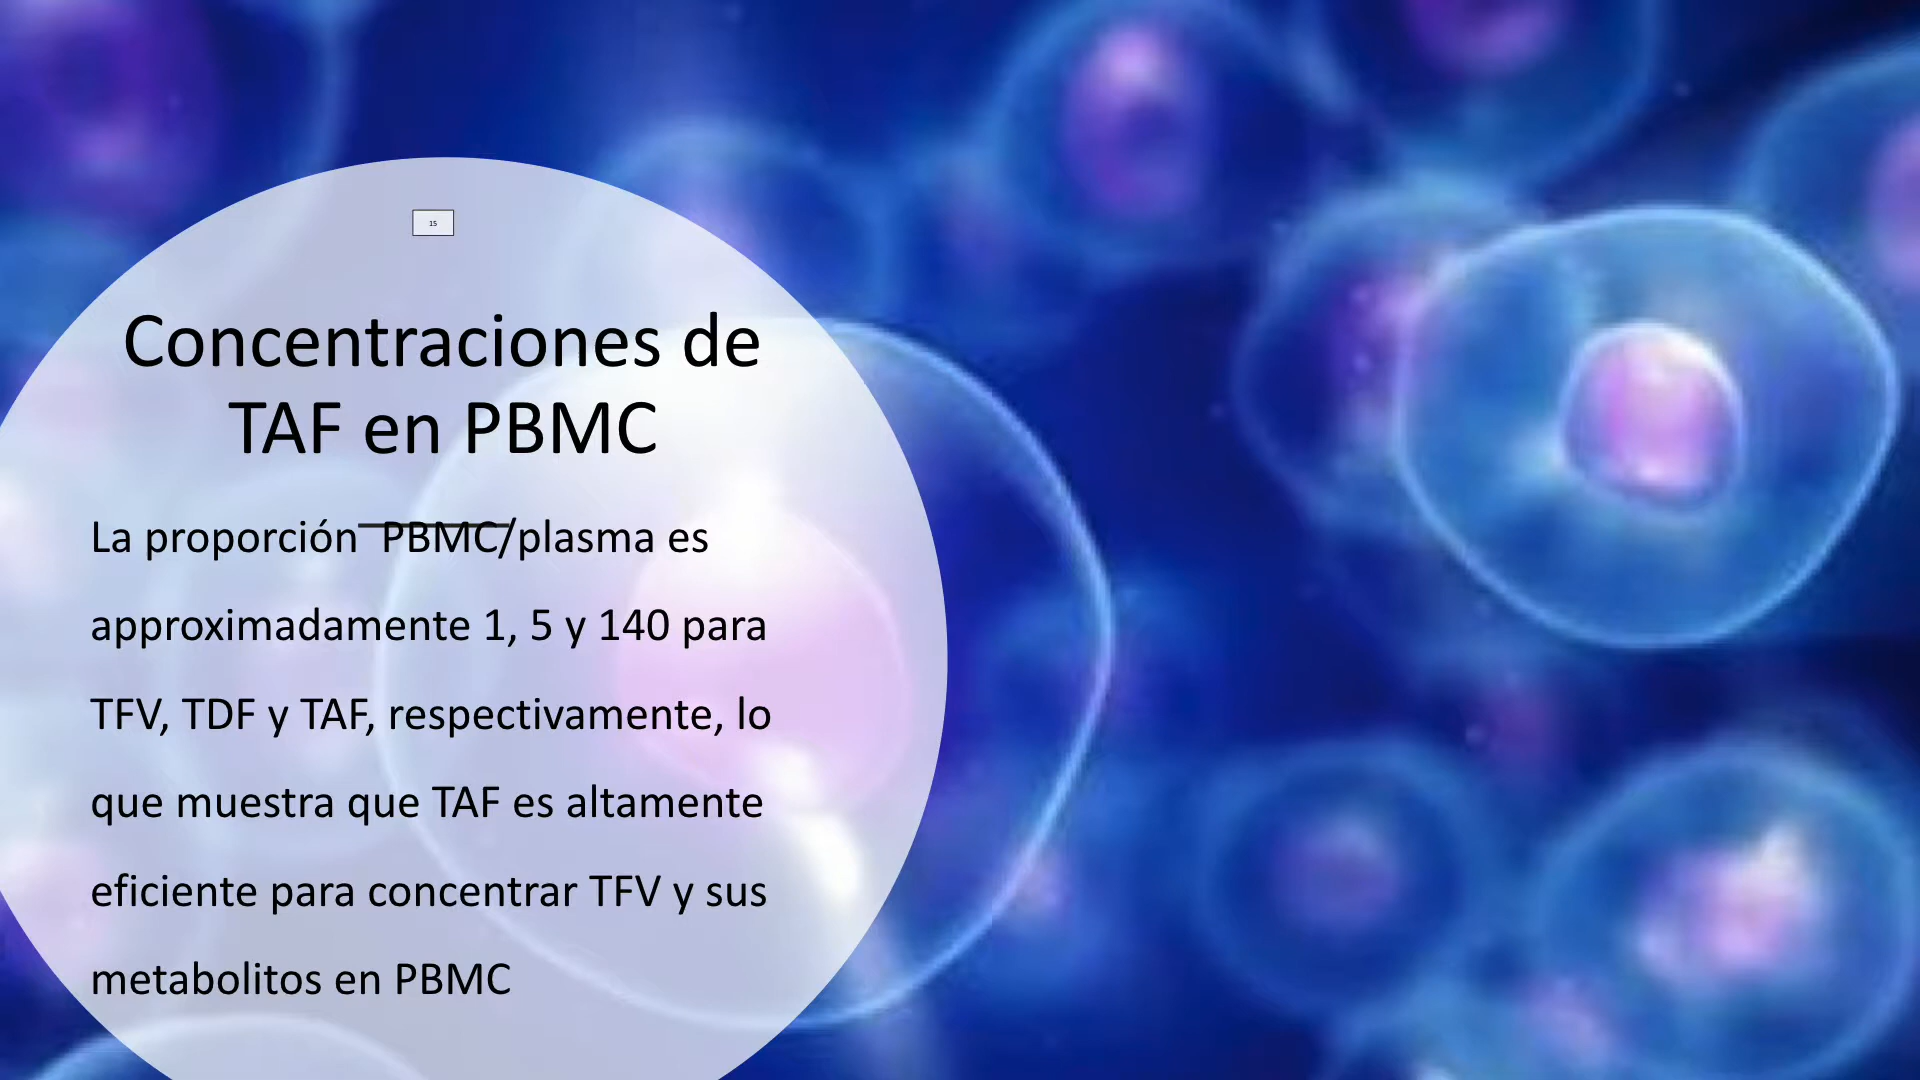 15
Concentraciones de
TAF en PBMC
La proporción PBMC/plasma es
approximadamente 1, 5 y 140 para
TFV, TDF y TAF, respectivamente, lo
que muestra que TAF es altamente
eficiente para concentrar TFV y sus
metabolitos en PBMC